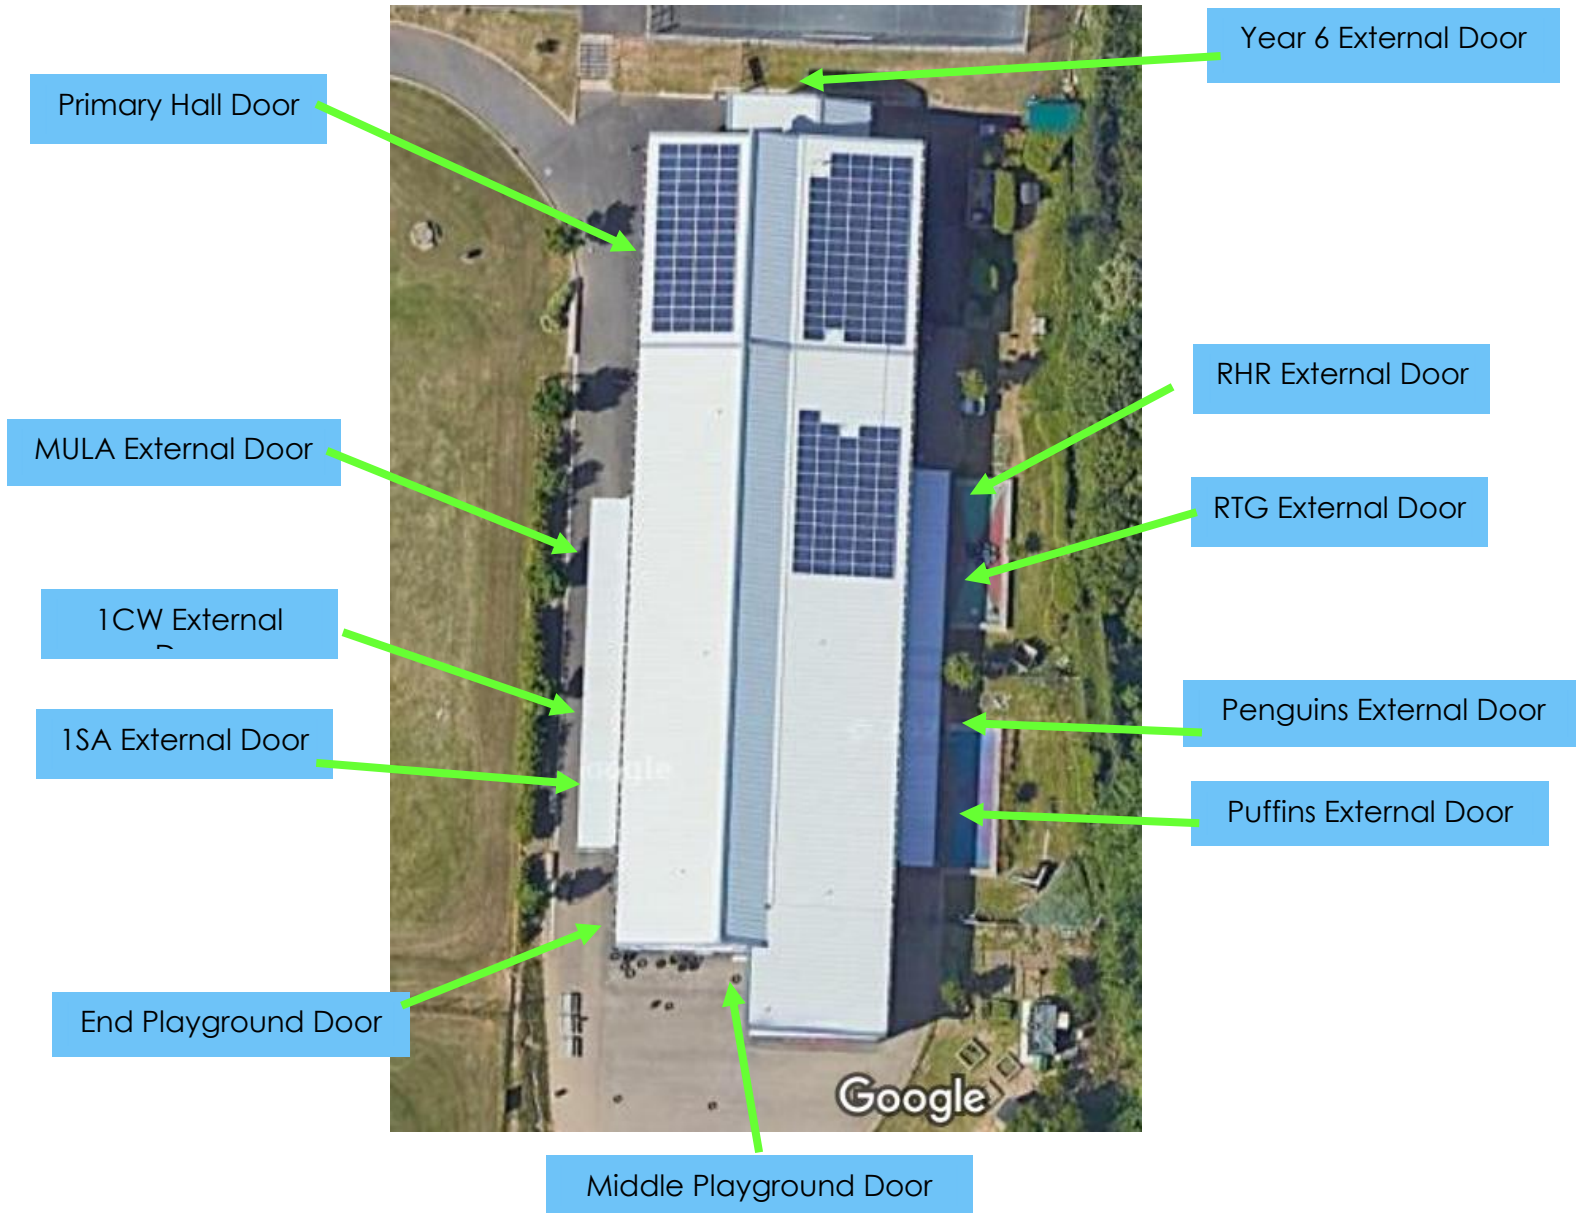 Year 6 External Door
Primary Hall Door
RHR External Door
MULA External Door
RTG External Door
1CW External
Penguins External Door
1SA External Door
Google
Puffins External Door
End Playground Door
Google
Middle Playground Door